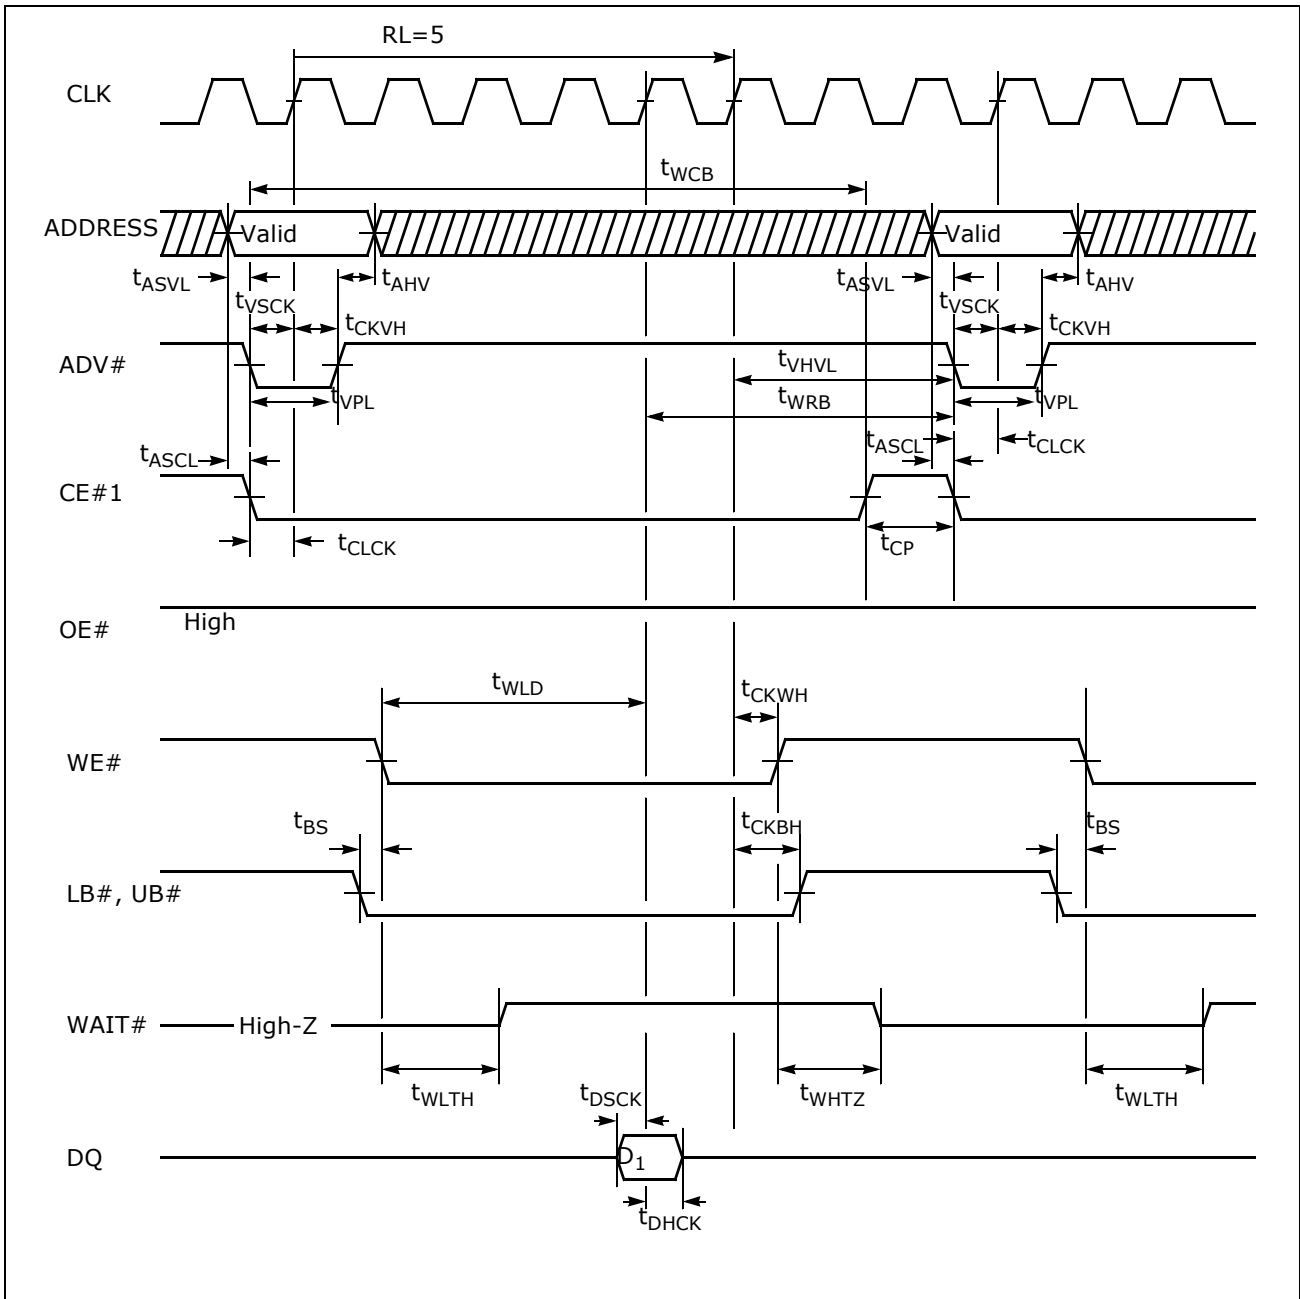 RL=5
CLK
tWCB
ADDRESS Valid Valid
tASVL tAHV tASVL tAHV
tVSCK tVSCK
tCKVH tCKVH
ADV# tVHVL
tVPL tWRB tVPL
tASCL tASCL tCLCK
CE#1
tCLCK tCP
OE# High
tWLD tCKWH
WE#
tBS tCKBH tBS
LB#, UB#
WAIT# High-Z
tWLTH tDSCK tWHTZ tWLTH
DQ D1
tDHCK